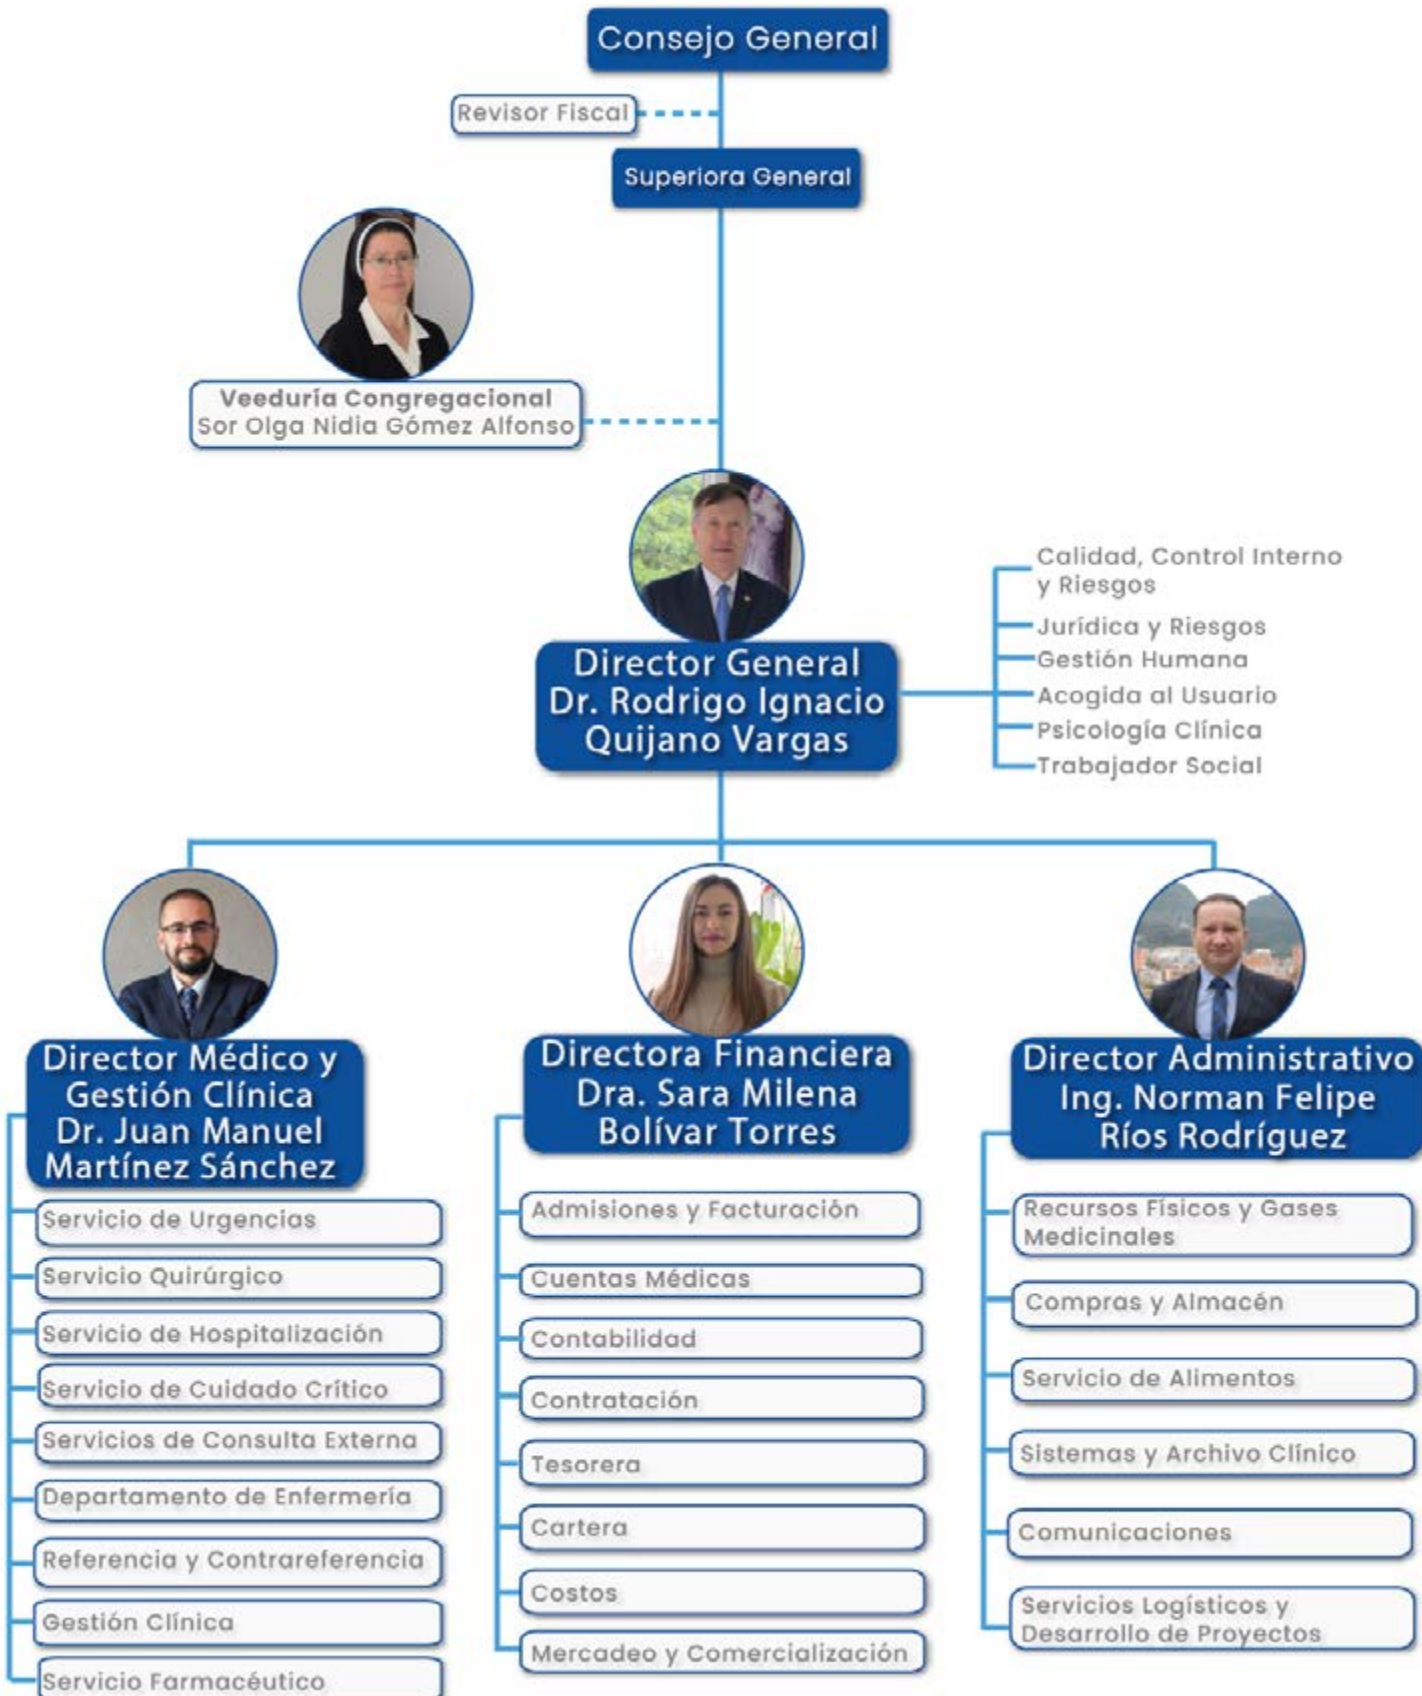 Consejo General
Revisor Fiscal
Superiora General
Veeduría Congregacional
Sor Olga Nidia Gómez Alfonso
Director General
Dr. Rodrigo Ignacio
Quijano Vargas
Calidad, Control Interno
y Riesgos
Jurídica y Riesgos
Gestión Humana
Acogida al Usuario
Psicología Clínica
Trabajador Social
Director Médico y
Gestión Clínica
Dr. Juan Manuel
Martínez Sánchez
Servicio de Urgencias
Servicio Quirúrgico
Servicio de Hospitalización
Servicio de Cuidado Crítico
Servicios de Consulta Externa
Departamento de Enfermería
Referencia y Contrareferencia
Gestión Clínica
Servicio Farmacéutico
Directora Financiera
Dra. Sara Milena
Bolívar Torres
Admisiones y Facturación
Cuentas Médicas
Contabilidad
Contratación
Tesorera
Cartera
Costos
Mercadeo y Comercialización
Director Administrativo
Ing. Norman Felipe
Ríos Rodríguez
Recursos Físicos y Gases
Medicinales
Compras y Almacén
Servicio de Alimentos
Sistemas y Archivo Clínico
Comunicaciones
Servicios Logísticos y
Desarrollo de Proyectos